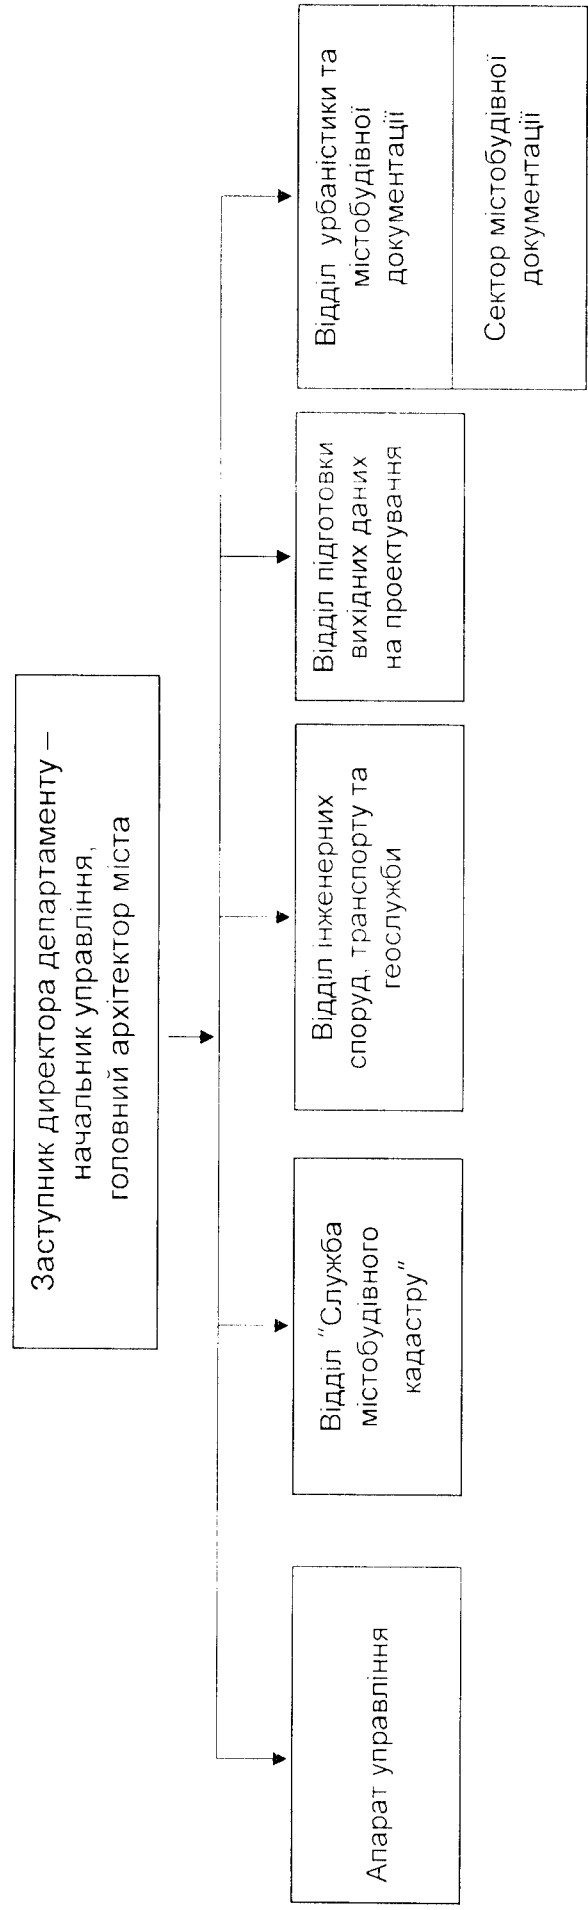 Заступник директора департаменту –
начальник управління,
головний архітектор міста
Апарат управління
Відділ "Служба
містобудівного
кадастру"
Відділ інженерних
споруд, транспорту та
геослужби
Відділ підготовки
вихідних даних
на проектування
Відділ урбаністики та
містобудівної
документації
Сектор містобудівної
документації